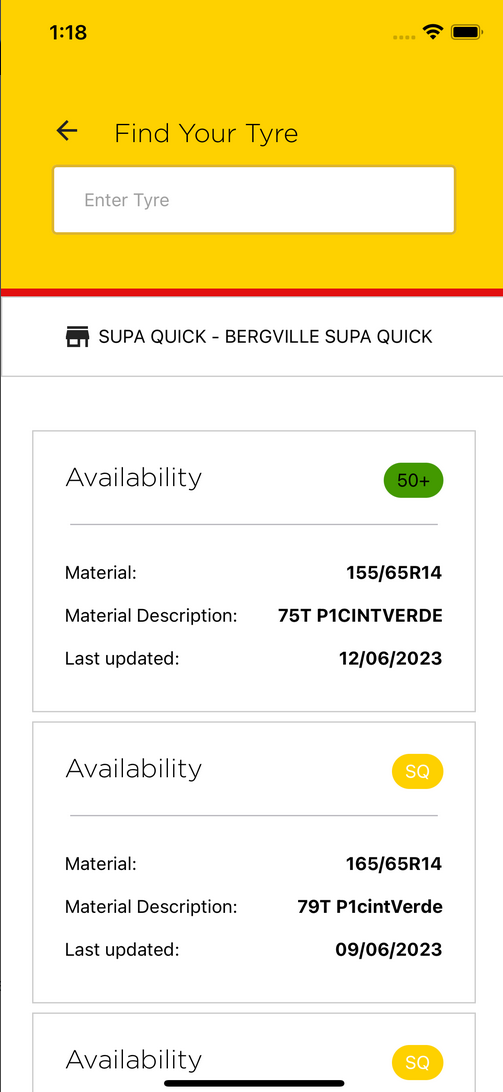 1:18
Find Your Tyre
Enter Tyre
SUPA QUICK - BERGVILLE SUPA QUICK
Availability 50+
Material: 155/65R14
Material Description: 75T P1CINTVERDE
Last updated: 12/06/2023
Availability SQ
Material: 165/65R14
Material Description: 79T P1cintVerde
Last updated: 09/06/2023
Availability SQ